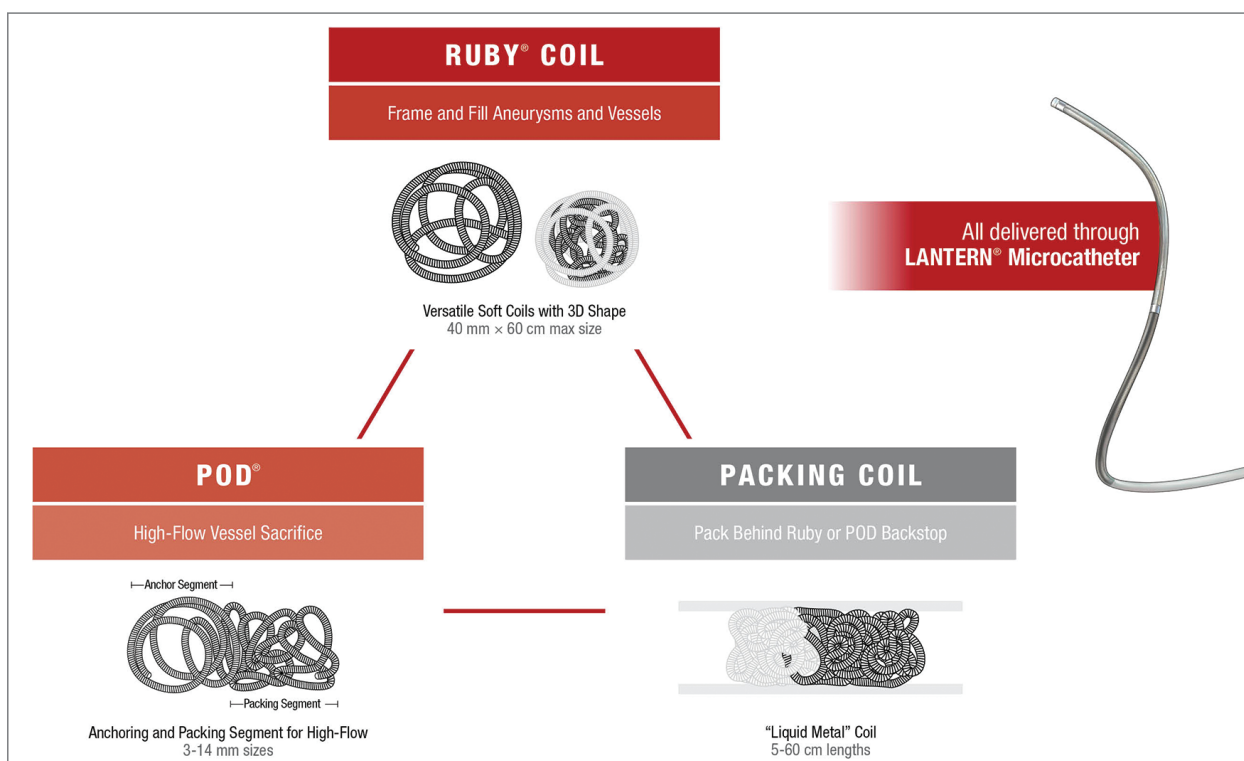 RUBY® COIL
Frame and Fill Aneurysms and Vessels
Versatile Soft Coils with 3D Shape
40 mm × 60 cm max size
All delivered through
LANTERN® Microcatheter
POD®
High-Flow Vessel Sacrifice
Anchor Segment
Packing Segment
Anchoring and Packing Segment for High-Flow
3-14 mm sizes
PACKING COIL
Pack Behind Ruby or POD Backstop
“Liquid Metal” Coil
5-60 cm lengths